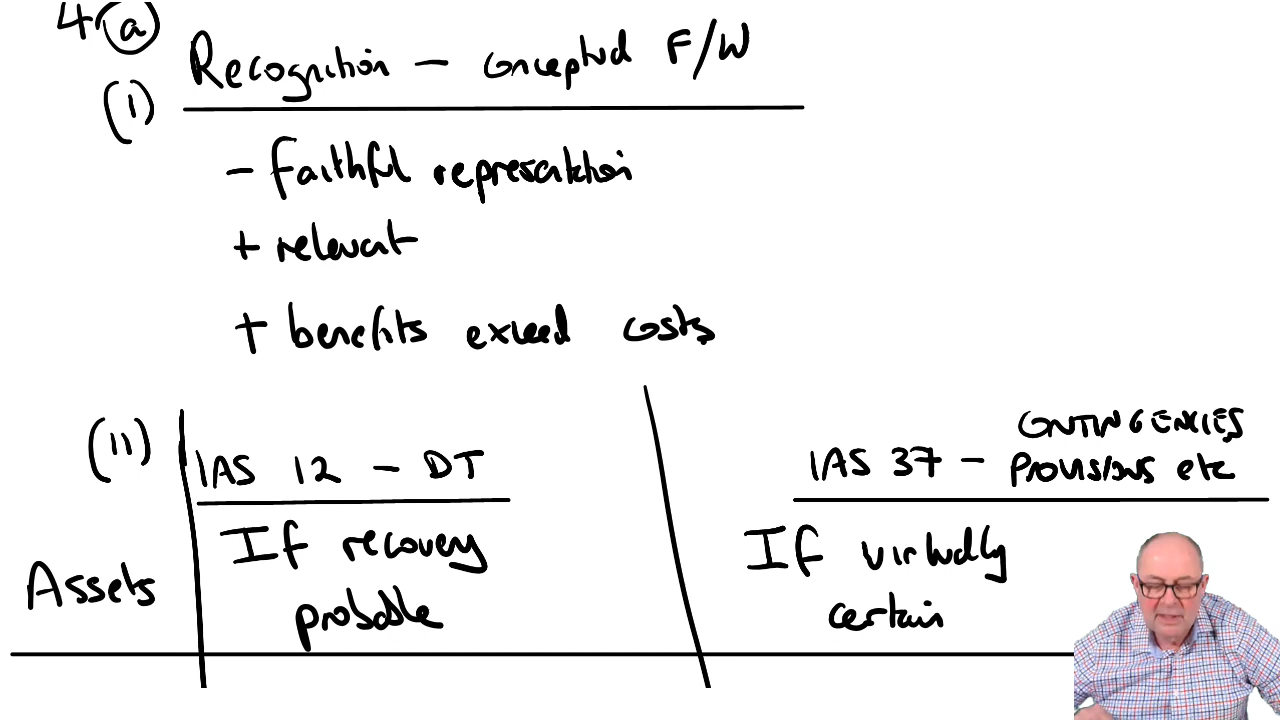 4 (a)
Recognition - Conceptual F/W
(i)
- Faithful representation
+ relevant
+ benefits exceed costs
(ii)
IAS 12 - DT
IAS 37 - CONTINGENCIES
Provisions etc
Assets
If recovery
probable
If virtually
certain